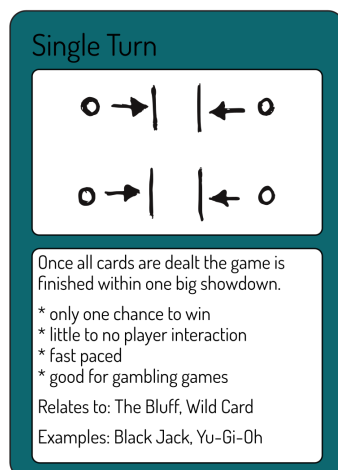 Single Turn
Once all cards are dealt the game is
finished within one big showdown.
* only one chance to win
* little to no player interaction
* fast paced
* good for gambling games
Relates to: The Bluff, Wild Card
Examples: Black Jack, Yu-Gi-Oh